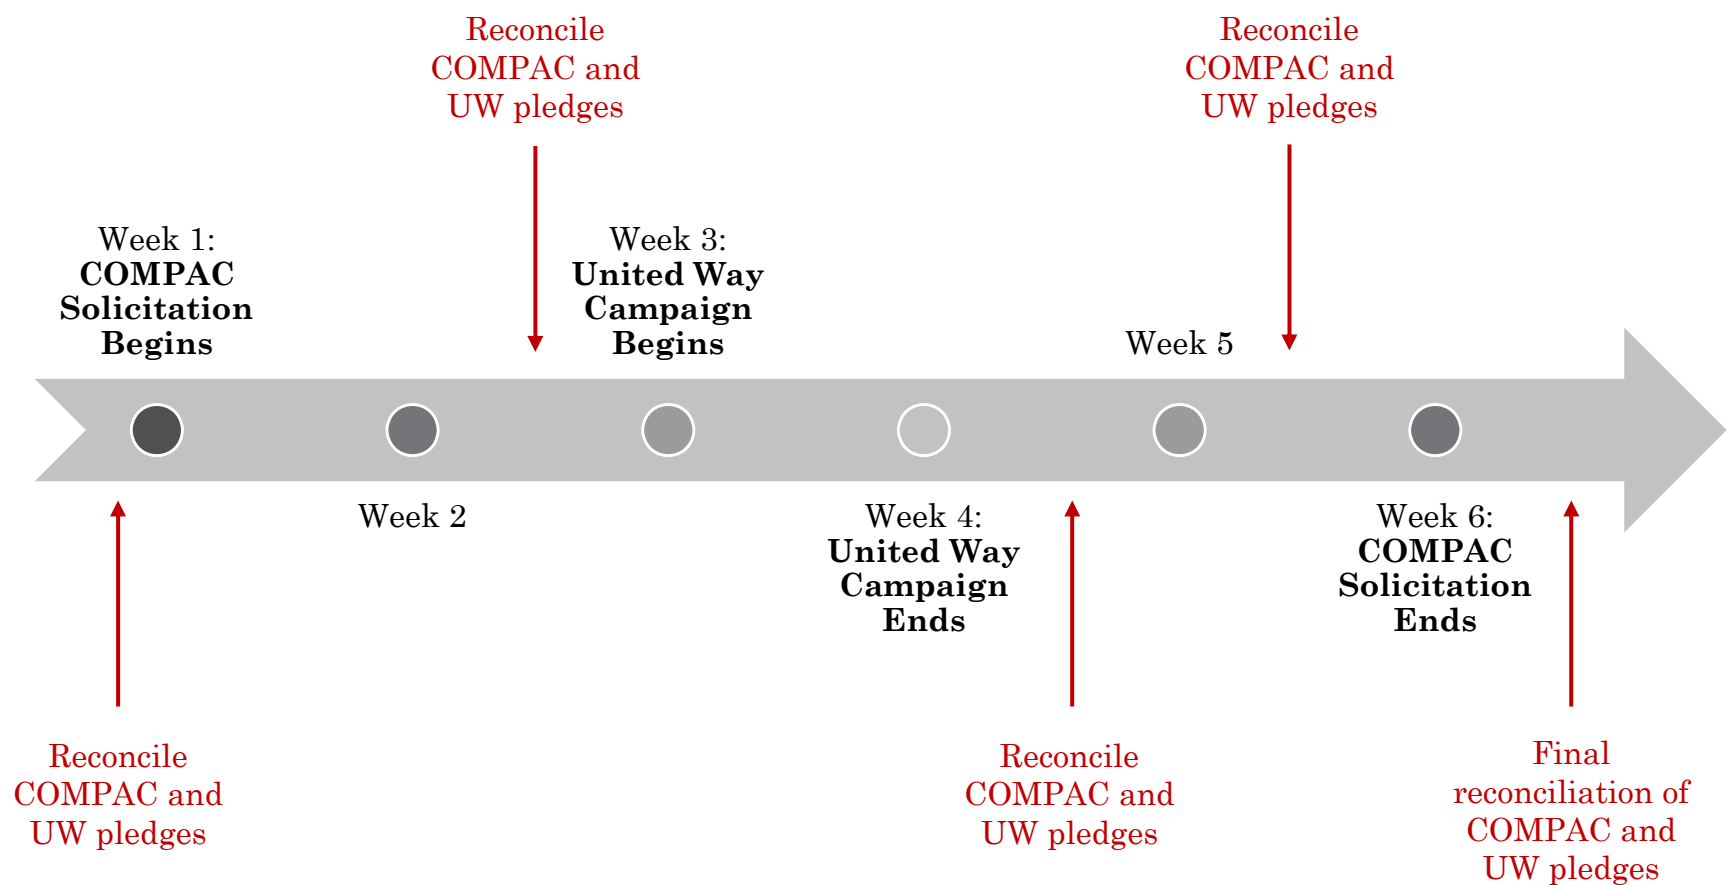 Reconcile
COMPAC and
UW pledges
Reconcile
COMPAC and
UW pledges
Week 1:
COMPAC
Solicitation
Begins
Week 3:
United Way
Campaign
Begins
Week 5
Week 2
Week 4:
United Way
Campaign
Ends
Week 6:
COMPAC
Solicitation
Ends
Reconcile
COMPAC and
UW pledges
Reconcile
COMPAC and
UW pledges
Final
reconciliation of
COMPAC and
UW pledges